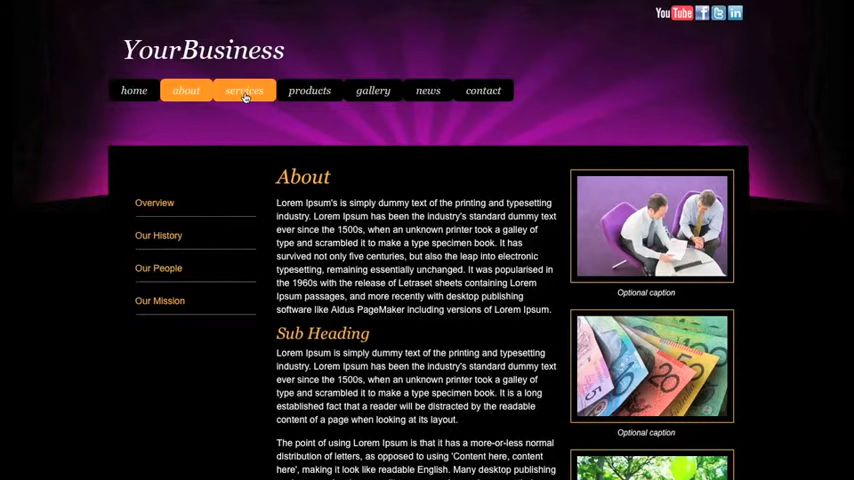 You Tube
YourBusiness
home about services products gallery news contact
About
Overview
Our History
Our People
Our Mission
Lorem Ipsum's is simply dummy text of the printing and typesetting
industry. Lorem Ipsum has been the industry's standard dummy text
ever since the 1500s, when an unknown printer took a galley of
type and scrambled it to make a type specimen book. It has
survived not only five centuries, but also the leap into electronic
typesetting, remaining essentially unchanged. It was popularised in
the 1960s with the release of Letraset sheets containing Lorem
Ipsum passages, and more recently with desktop publishing
software like Aldus PageMaker including versions of Lorem Ipsum.
Sub Heading
Lorem Ipsum is simply dummy text of the printing and typesetting
industry. Lorem Ipsum has been the industry's standard dummy text
ever since the 1500s, when an unknown printer took a galley of
type and scrambled it to make a type specimen book. It is a long
established fact that a reader will be distracted by the readable
content of a page when looking at its layout.
The point of using Lorem Ipsum is that it has a more-or-less normal
distribution of letters, as opposed to using 'Content here, content
here', making it look like readable English. Many desktop publishing
Optional caption
5
20
50
Optional caption